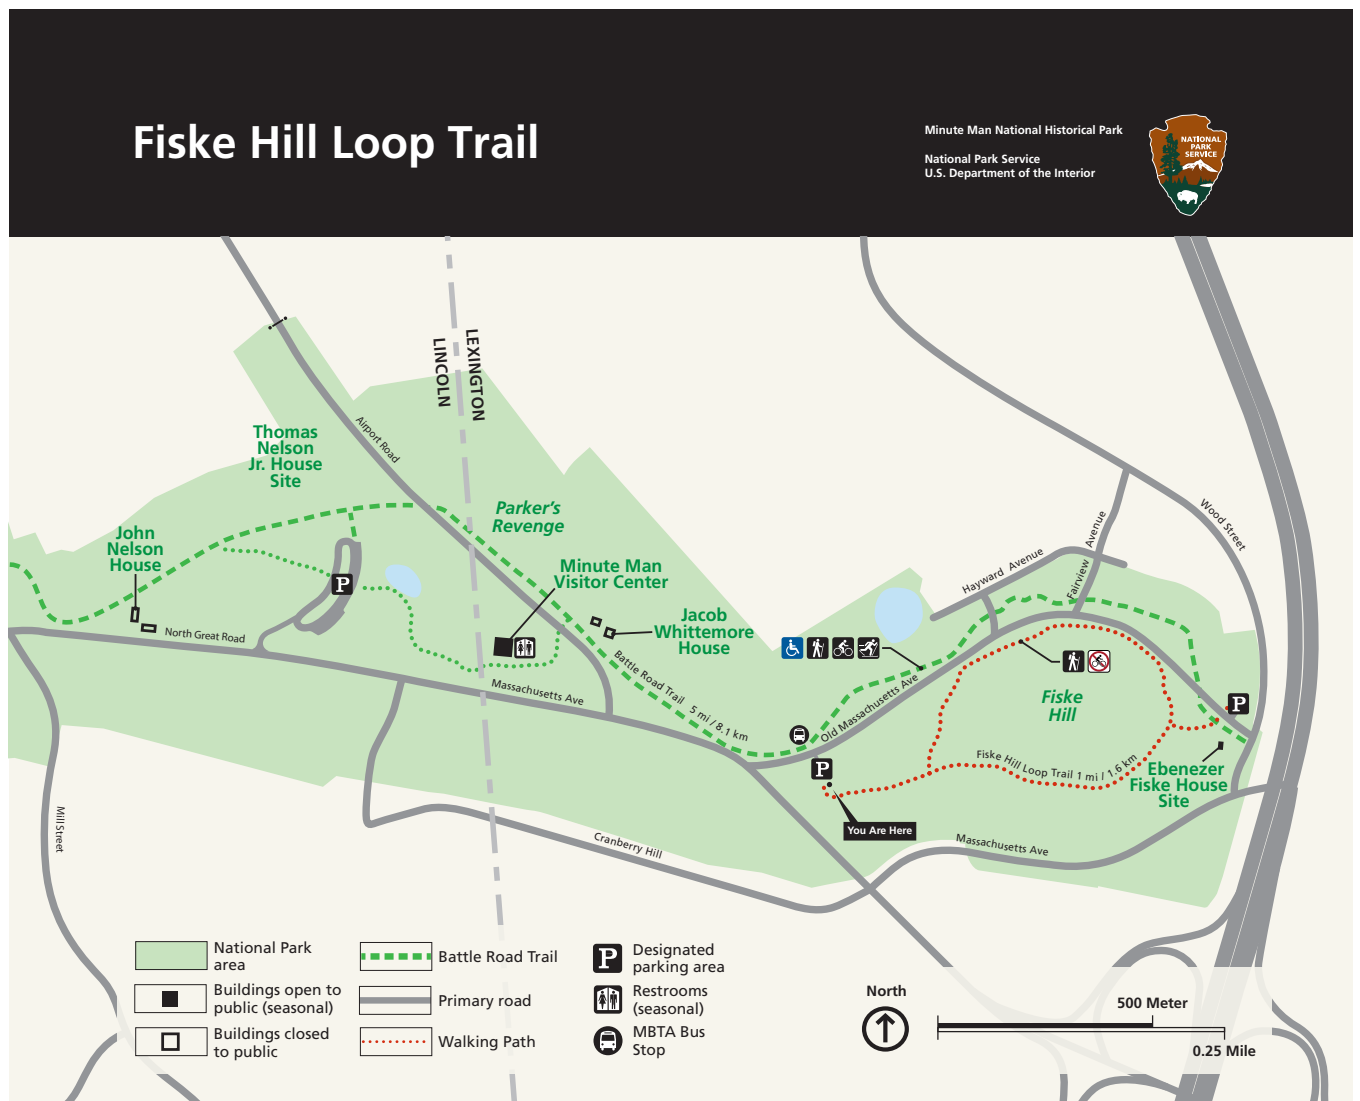 Fiske Hill Loop Trail
Minute Man National Historical Park
National Park Service
U.S. Department of the Interior
NATIONAL
PARK
SERVICE
LEXINGTON
LINCOLN
Thomas
Nelson
Jr. House
Site
Airport Road
Parker's
Revenge
John
Nelson
House
Minute Man
Visitor Center
Jacob
Whittemore
House
P
North Great Road
Massachusetts Ave
Battle Road Trail 5 mi / 8.1 km
Old Massachusetts Ave
Hayward Avenue
Fairview Avenue
Wood Street
Fiske
Hill
P
Fiske Hill Loop Trail 1 mi / 1.6 km
Ebenezer
Fiske House
Site
P
You Are Here
Massachusetts Ave
Cranberry Hill
Mill Street
National Park
area
Buildings open to
public (seasonal)
Buildings closed
to public
Battle Road Trail
Primary road
Walking Path
P
Designated
parking area
Restrooms
(seasonal)
MBTA Bus
Stop
North
500 Meter
0.25 Mile